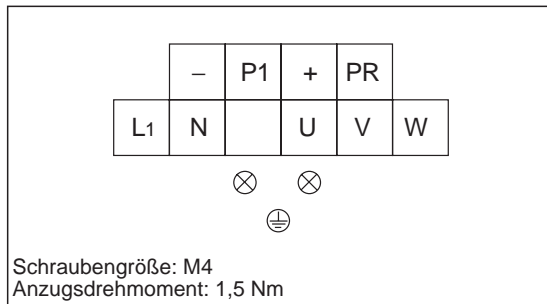 – P1 + PR
L1 N U V W
Schraubengröße: M4
Anzugsdrehmoment: 1,5 Nm